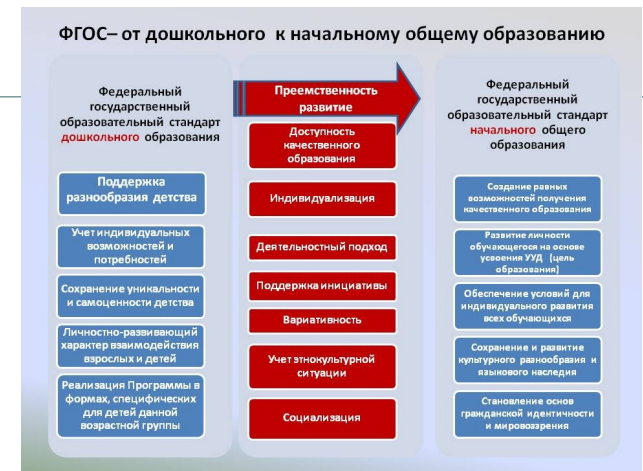 ФГОС– от дошкольного к начальному общему образованию
Федеральный
государственный
образовательный стандарт
дошкольного образования
Поддержка
разнообразия детства
Учет индивидуальных
возможностей и
потребностей
Сохранение уникальности
и самоценности детства
Личностно-развивающий
характер взаимодействия
взрослых и детей
Реализация Программы в
формах, специфических
для детей данной
возрастной группы
Преемственность
развитие
Доступность
качественного
образования
Индивидуализация
Деятельностный подход
Поддержка инициативы
Вариативность
Учет этнокультурной
ситуации
Социализация
Федеральный
государственный
образовательный стандарт
начального общего
образования
Создание равных
возможностей получения
качественного образования
Развитие личности
обучающегося на основе
усвоения УУД (цель
образования)
Обеспечение условий для
индивидуального развития
всех обучающихся
Сохранение и развитие
культурного разнообразия и
языкового наследия
Становление основ
гражданской идентичности
и мировоззрения